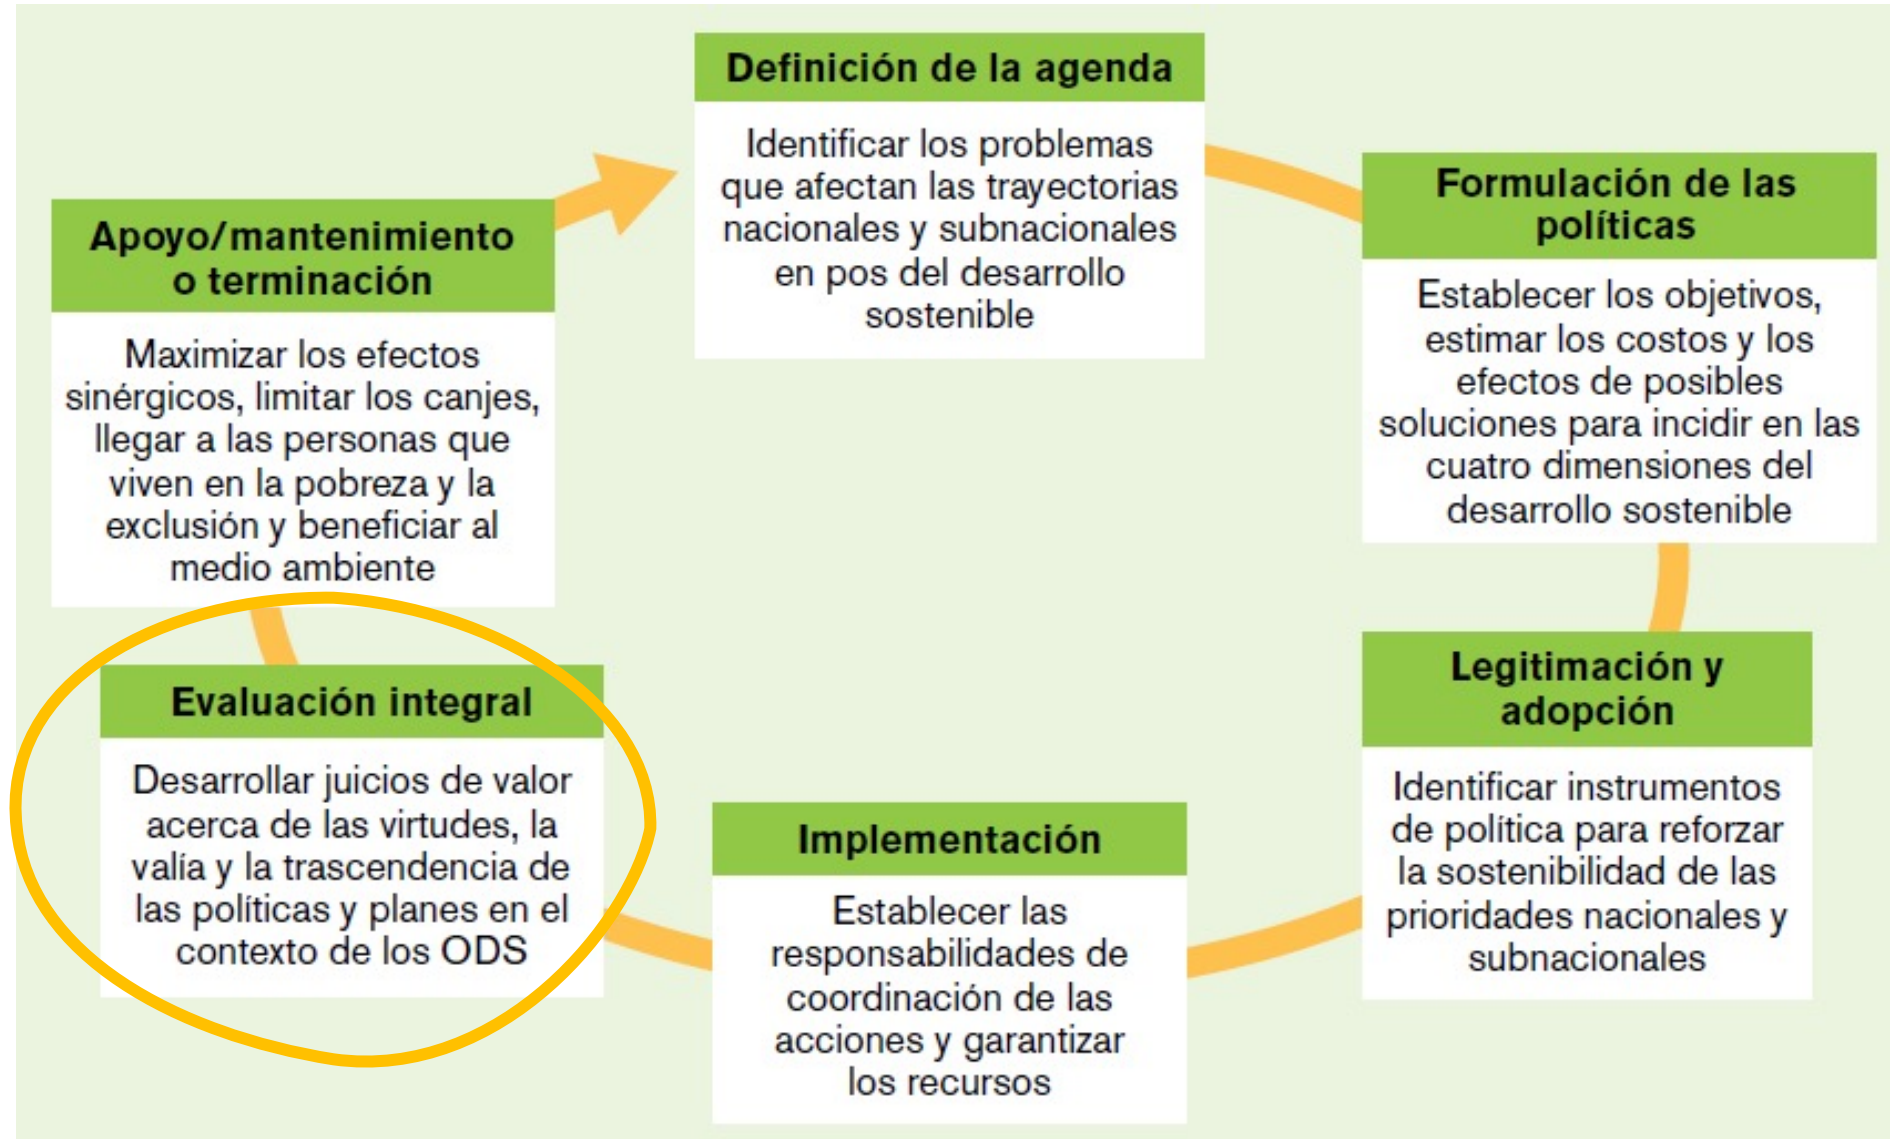 Definición de la agenda
Identificar los problemas
que afectan las trayectorias
nacionales y subnacionales
en pos del desarrollo
sostenible
Formulación de las
políticas
Establecer los objetivos,
estimar los costos y los
efectos de posibles
soluciones para incidir en las
cuatro dimensiones del
desarrollo sostenible
Legitimación y
adopción
Identificar instrumentos
de política para reforzar
la sostenibilidad de las
prioridades nacionales y
subnacionales
Implementación
Establecer las
responsabilidades de
coordinación de las
acciones y garantizar
los recursos
Evaluación integral
Desarrollar juicios de valor
acerca de las virtudes, la
valía y la trascendencia de
las políticas y planes en el
contexto de los ODS
Apoyo/mantenimiento
o terminación
Maximizar los efectos
sinérgicos, limitar los canjes,
llegar a las personas que
viven en la pobreza y la
exclusión y beneficiar al
medio ambiente